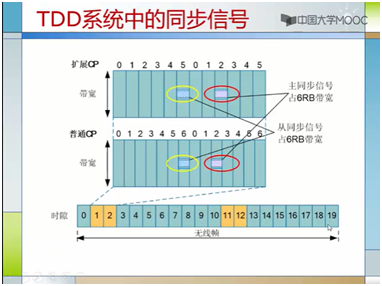 TDD系统中的同步信号
中国大学MOOC
扩展CP 0 1 2 3 4 5 0 1 2 3 4 5
带宽
主同步信号
占6RB带宽
从同步信号
占6RB带宽
普通CP 0 1 2 3 4 5 6 0 1 2 3 4 5 6
带宽
时隙 0 1 2 3 4 5 6 7 8 9 10 11 12 13 14 15 16 17 18 19
无线帧